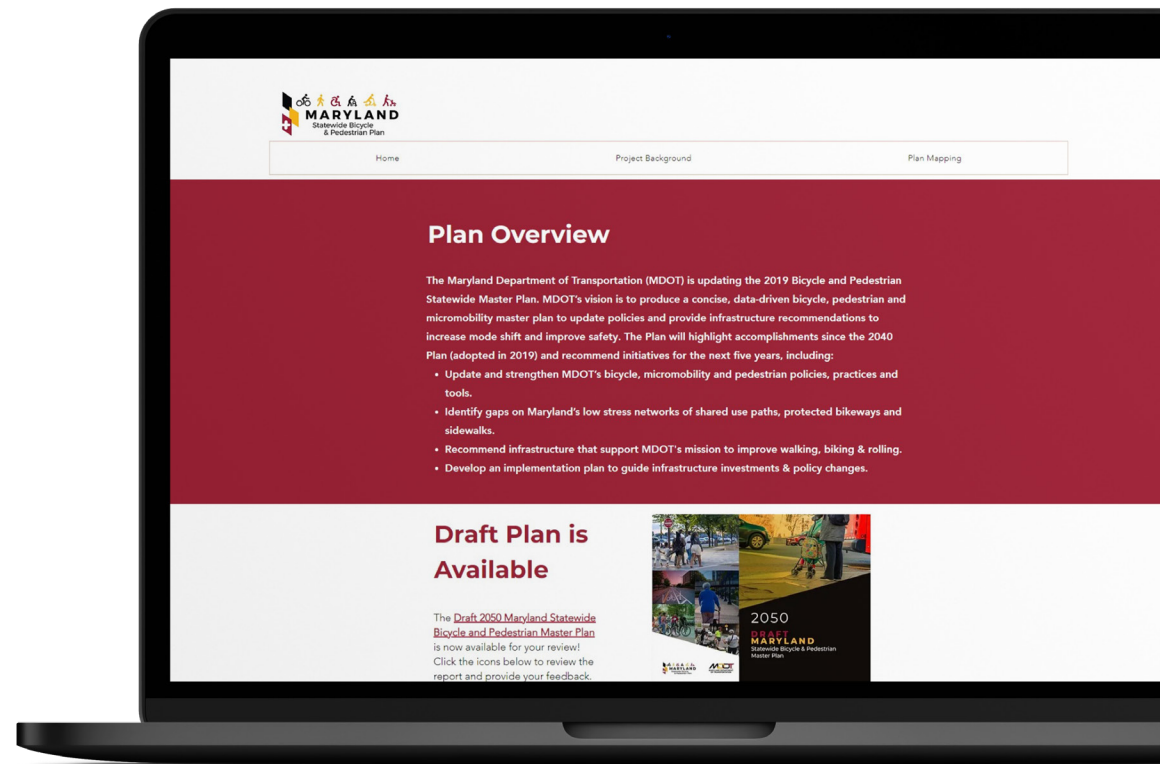 MARYLAND
Statewide Bicycle
& Pedestrian Plan
Home
Project Background
Plan Mapping
Plan Overview
The Maryland Department of Transportation (MDOT) is updating the 2019 Bicycle and Pedestrian
Statewide Master Plan. MDOT's vision is to produce a concise, data-driven bicycle, pedestrian and
micromobility master plan to update policies and provide infrastructure recommendations to
increase mode shift and improve safety. The Plan will highlight accomplishments since the 2040
Plan (adopted in 2019) and recommend initiatives for the next five years, including:
• Update and strengthen MDOT's bicycle, micromobility and pedestrian policies, practices and
tools.
• Identify gaps on Maryland's low stress networks of shared use paths, protected bikeways and
sidewalks.
• Recommend infrastructure that support MDOT's mission to improve walking, biking & rolling.
• Develop an implementation plan to guide infrastructure investments & policy changes.
Draft Plan is
Available
The Draft 2050 Maryland Statewide
Bicycle and Pedestrian Master Plan
is now available for your review!
Click the icons below to review the
report and provide your feedback.
2050
DRAFT
MARYLAND
Statewide Bicycle & Pedestrian
Master Plan
MARYLAND
MDOT